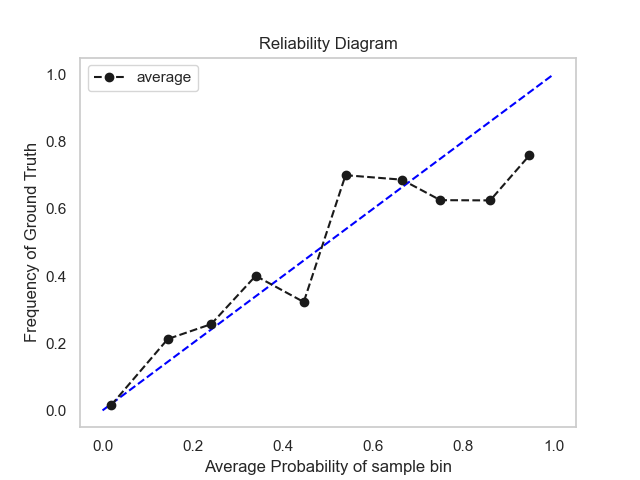 Reliability Diagram
average
Frequency of Ground Truth
1.0
0.8
0.6
0.4
0.2
0.0
0.0 0.2 0.4 0.6 0.8 1.0
Average Probability of sample bin